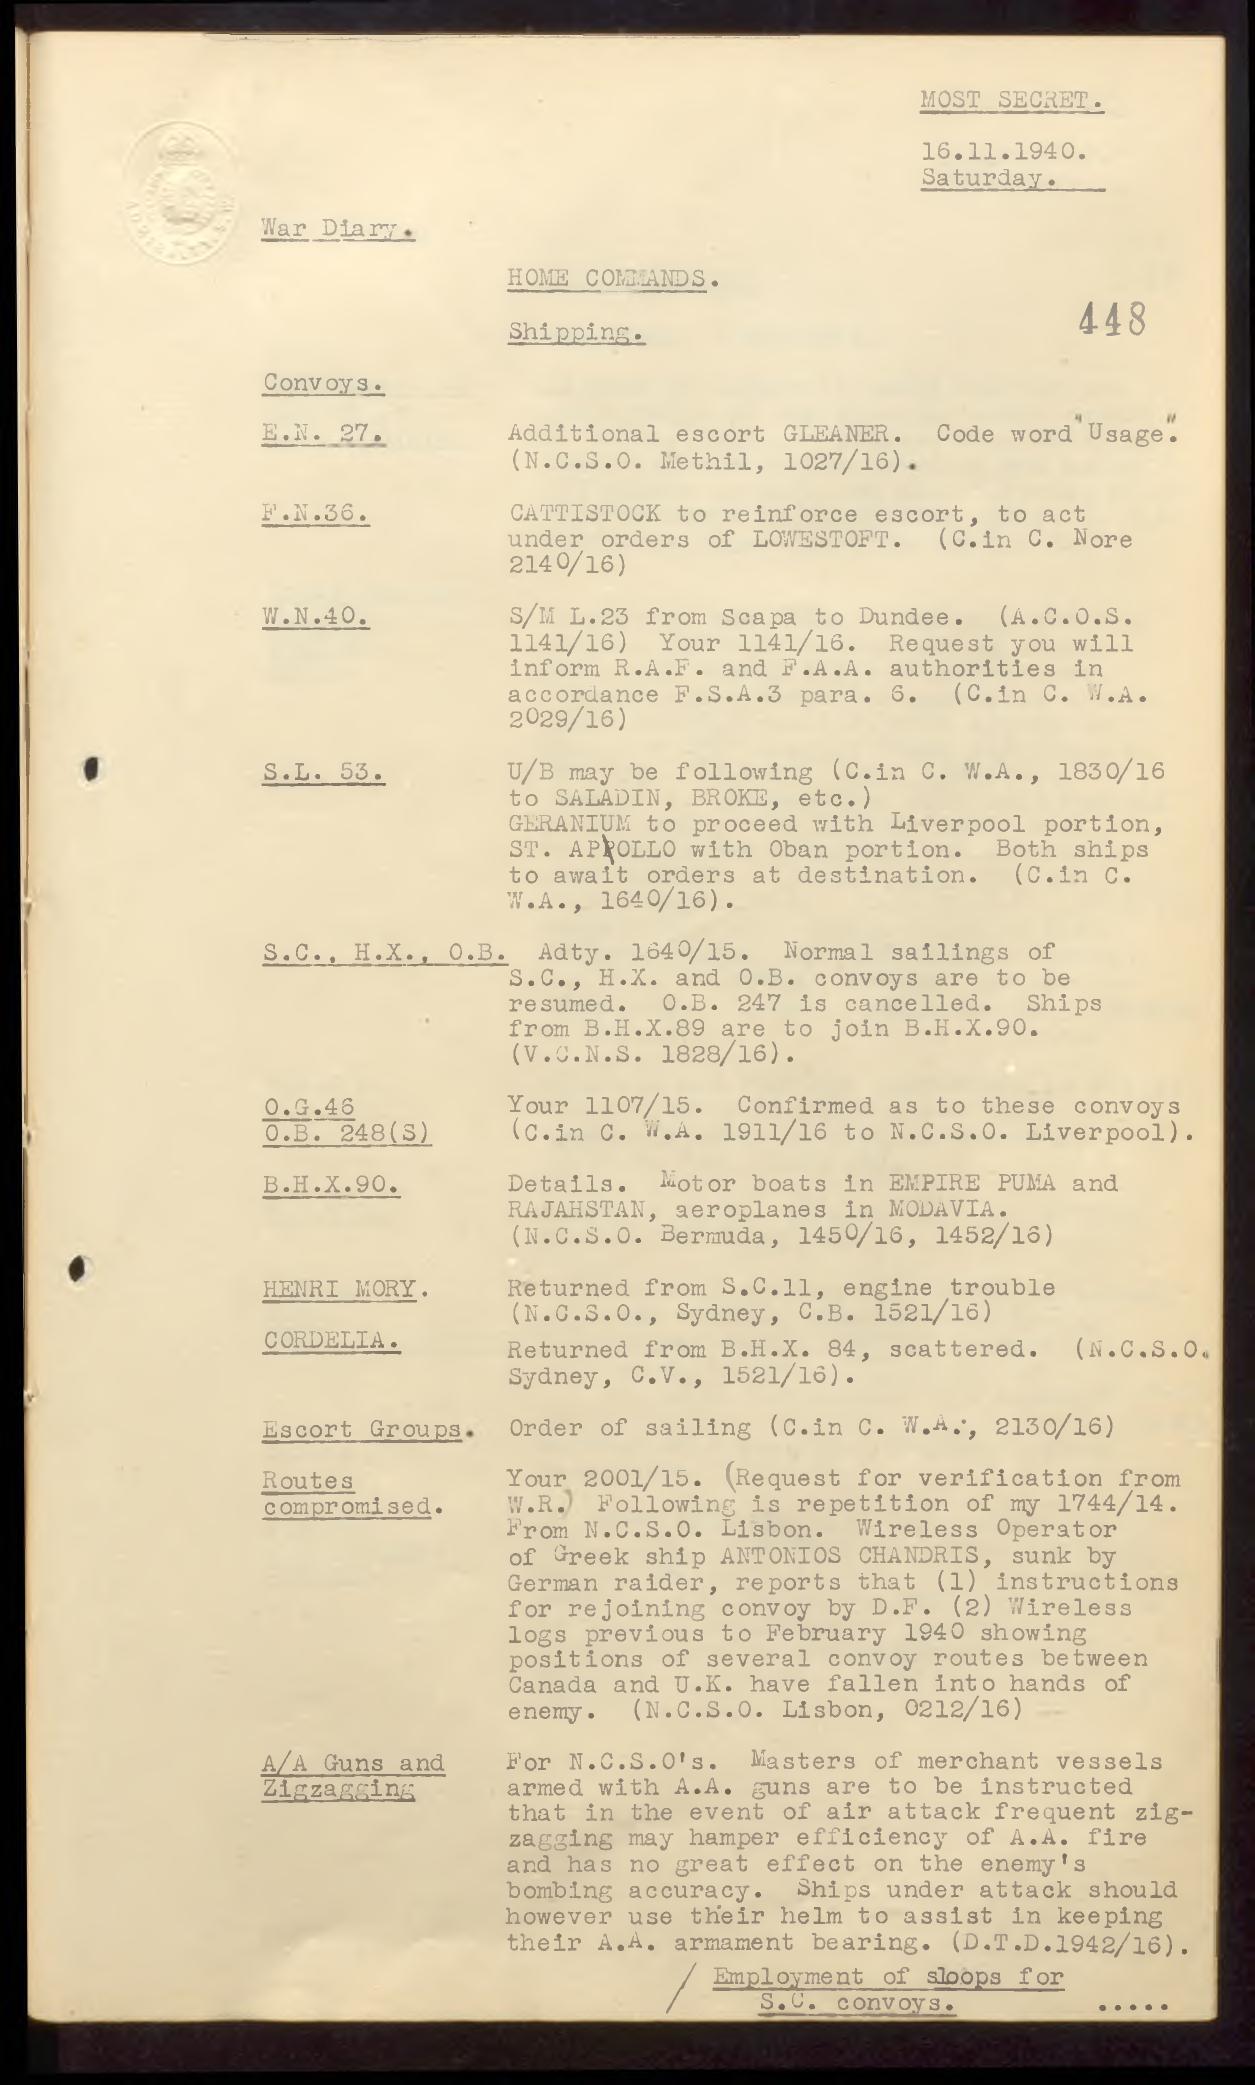 MOST SECRET.
16.11.1940.
Saturday.
War Diary.
HOME COMMANDS.
448
Shipping.
Convoys.
E.N. 27. Additional escort GLEANER. Code word "Usage".
(N.C.S.O. Methil, 1027/16).
F.N.36. CATTISTOCK to reinforce escort, to act
under orders of LOWESTOFT. (C.in C. Nore
2140/16)
W.N.40. S/M L.23 from Scapa to Dundee. (A.C.O.S.
1141/16) Your 1141/16. Request you will
inform R.A.F. and F.A.A. authorities in
accordance F.S.A.3 para. 6. (C.in C. W.A.
2029/16)
S.L. 53. U/B may be following (C.in C. W.A., 1830/16
to SALADIN, BROKE, etc.)
GERANIUM to proceed with Liverpool portion,
ST. APPOLLO with Oban portion. Both ships
to await orders at destination. (C.in C.
W.A., 1640/16).
S.C., H.X., O.B. Adty. 1640/15. Normal sailings of
S.C., H.X. and O.B. convoys are to be
resumed. O.B. 247 is cancelled. Ships
from B.H.X.89 are to join B.H.X.90.
(V.C.N.S. 1828/16).
O.G.46 Your 1107/15. Confirmed as to these convoys
O.B. 248(S) (C.in C. W.A. 1911/16 to N.C.S.O. Liverpool).
B.H.X.90. Details. Motor boats in EMPIRE PUMA and
RAJAHSTAN, aeroplanes in MODAVIA.
(N.C.S.O. Bermuda, 1450/16, 1452/16)
HENRI MORY. Returned from S.C.11, engine trouble
(N.C.S.O., Sydney, C.B. 1521/16)
CORDELIA. Returned from B.H.X. 84, scattered. (N.C.S.O.
Sydney, C.V., 1521/16).
Escort Groups. Order of sailing (C.in C. W.A., 2130/16)
Routes Your 2001/15. (Request for verification from
compromised. W.R.) Following is repetition of my 1744/14.
From N.C.S.O. Lisbon. Wireless Operator
of Greek ship ANTONIOS CHANDRIS, sunk by
German raider, reports that (1) instructions
for rejoining convoy by D.F. (2) Wireless
logs previous to February 1940 showing
positions of several convoy routes between
Canada and U.K. have fallen into hands of
enemy. (N.C.S.O. Lisbon, 0212/16)
A/A Guns and For N.C.S.O's. Masters of merchant vessels
Zigzagging armed with A.A. guns are to be instructed
that in the event of air attack frequent zig-
zagging may hamper efficiency of A.A. fire
and has no great effect on the enemy's
bombing accuracy. Ships under attack should
however use their helm to assist in keeping
their A.A. armament bearing. (D.T.D.1942/16).
/ Employment of sloops for
S.C. convoys. .....